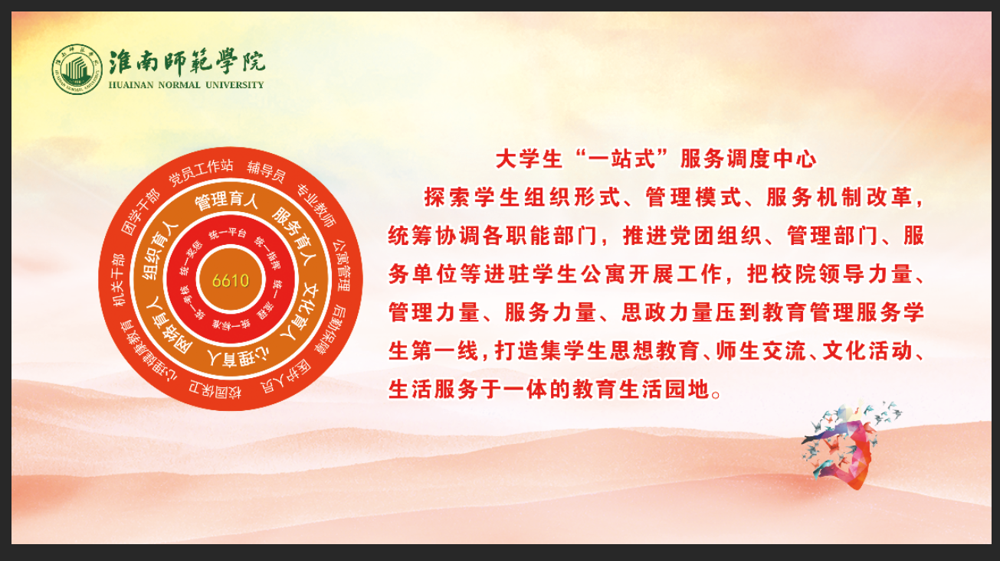 淮南師範學院
HUAINAN NORMAL UNIVERSITY
大学生“一站式”服务调度中心
探索学生组织形式、管理模式、服务机制改革，
统筹协调各职能部门，推进党团组织、管理部门、服
务单位等进驻学生公寓开展工作，把校院领导力量、
管理力量、服务力量、思政力量压到教育管理服务学
生第一线，打造集学生思想教育、师生交流、文化活动、
生活服务于一体的教育生活园地。
党员工作站
辅导员
专业教师
公寓管理
后勤保障
医护人员
校园保卫
心理健康教育
机关干部
团学干部
管理育人
服务育人
文化育人
心理育人
网络育人
组织育人
统一平台
统一指挥
统一流程
统一标准
统一考核
统一奖惩
6610